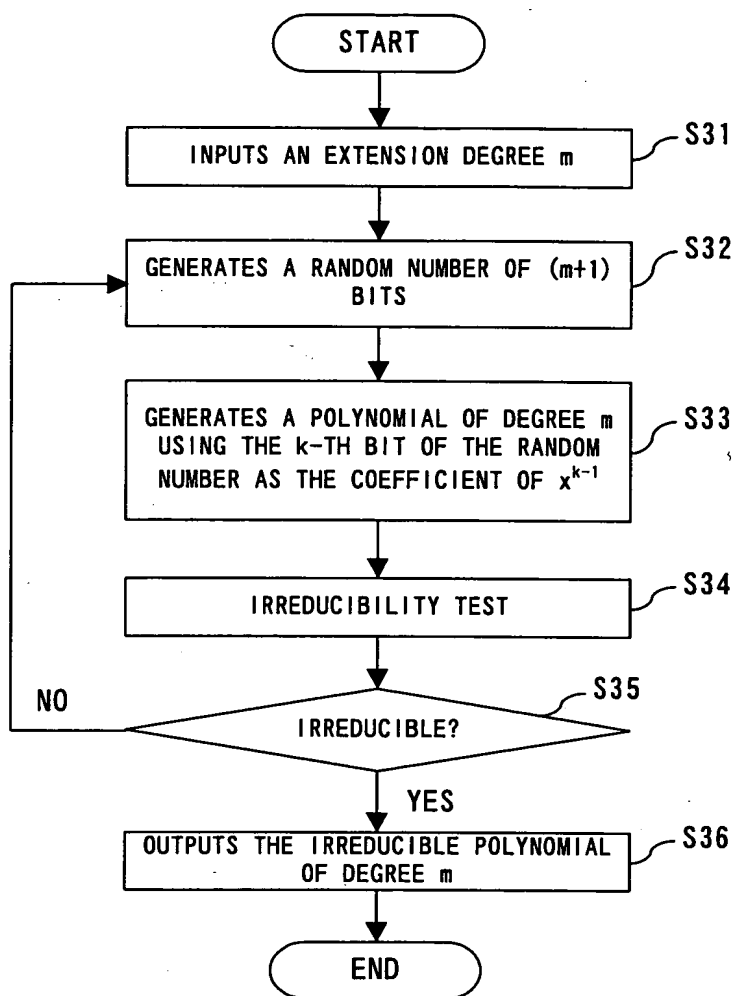 START
INPUTS AN EXTENSION DEGREE m
S31
GENERATES A RANDOM NUMBER OF (m+1)
BITS
S32
GENERATES A POLYNOMIAL OF DEGREE m
USING THE k-TH BIT OF THE RANDOM
NUMBER AS THE COEFFICIENT OF x^{k-1}
S33
IRREDUCIBILITY TEST
S34
IRREDUCIBLE?
S35
NO
YES
OUTPUTS THE IRREDUCIBLE POLYNOMIAL
OF DEGREE m
S36
END